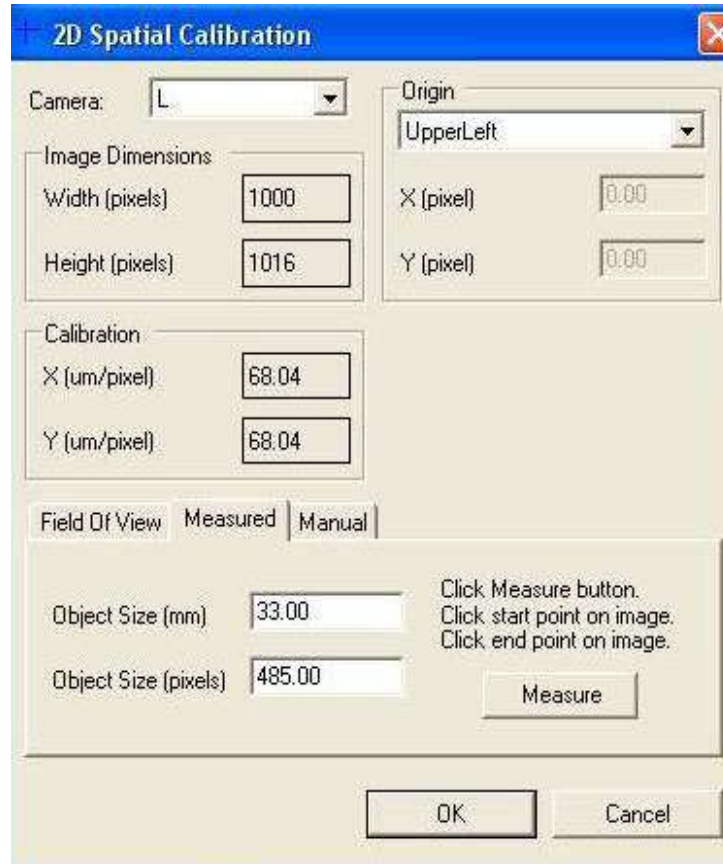 2D Spatial Calibration
Camera: L
Origin
UpperLeft
X (pixel) 0.00
Y (pixel) 0.00
Image Dimensions
Width (pixels) 1000
Height (pixels) 1016
Calibration
X (um/pixel) 68.04
Y (um/pixel) 68.04
Field Of View Measured Manual
Object Size (mm) 33.00
Object Size (pixels) 485.00
Click Measure button.
Click start point on image.
Click end point on image.
Measure
OK Cancel